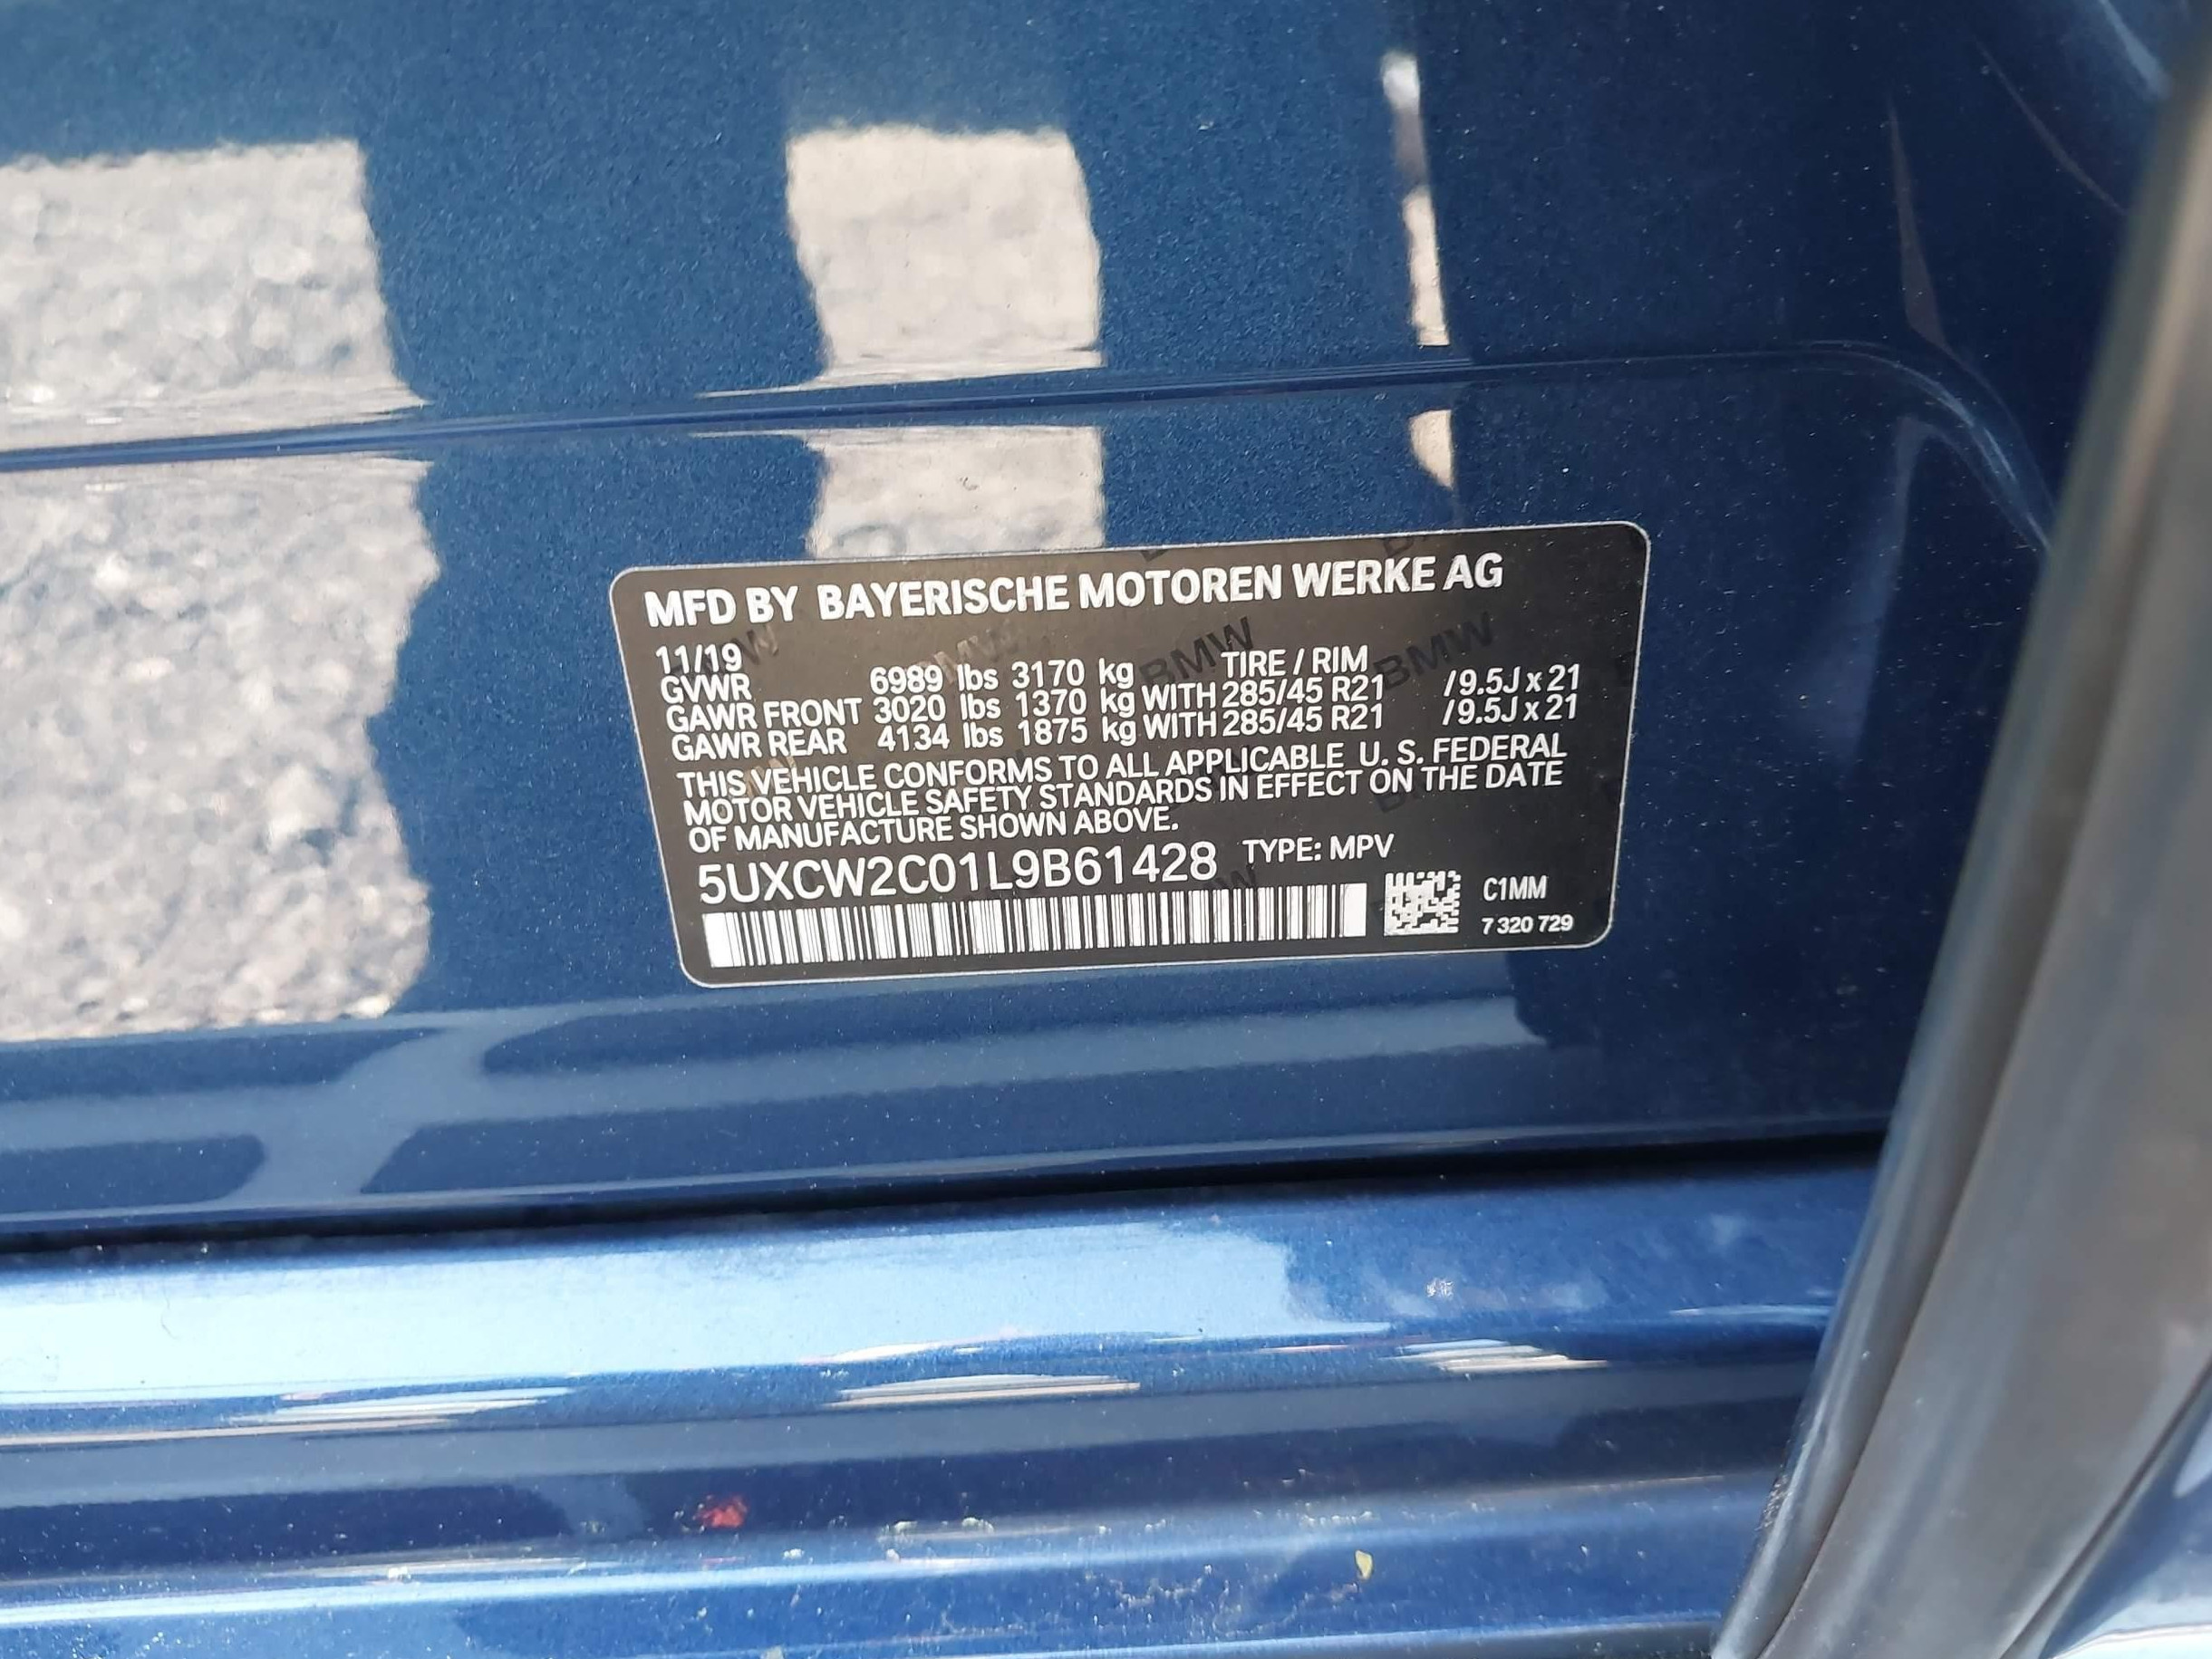 MFD BY BAYERISCHE MOTOREN WERKE AG
11/19
GVWR 6989 lbs 3170 kg TIRE / RIM
GAWR FRONT 3020 lbs 1370 kg WITH 285/45 R21 /9.5J x 21
GAWR REAR 4134 lbs 1875 kg WITH 285/45 R21 /9.5J x 21
THIS VEHICLE CONFORMS TO ALL APPLICABLE U. S. FEDERAL
MOTOR VEHICLE SAFETY STANDARDS IN EFFECT ON THE DATE
OF MANUFACTURE SHOWN ABOVE.
5UXCW2C01L9B61428 TYPE: MPV
C1MM
7 320 729